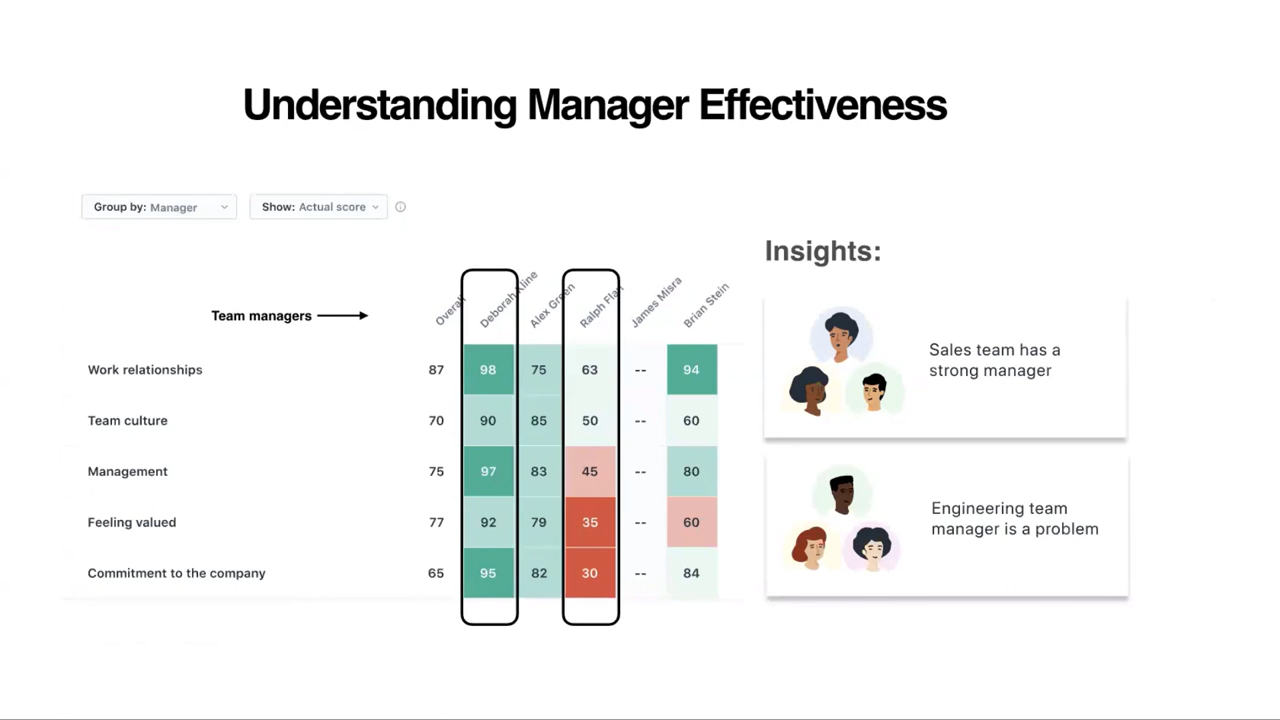 Understanding Manager Effectiveness
Group by: Manager
Show: Actual score
Insights:
Team managers
Overall
Deborah Kline
Alex Green
Ralph
James Misra
Brian Stein
Work relationships 87 98 75 63 -- 94
Team culture 70 90 85 50 -- 60
Management 75 97 83 45 -- 80
Feeling valued 77 92 79 35 -- 60
Commitment to the company 65 95 82 30 -- 84
Sales team has a
strong manager
Engineering team
manager is a problem